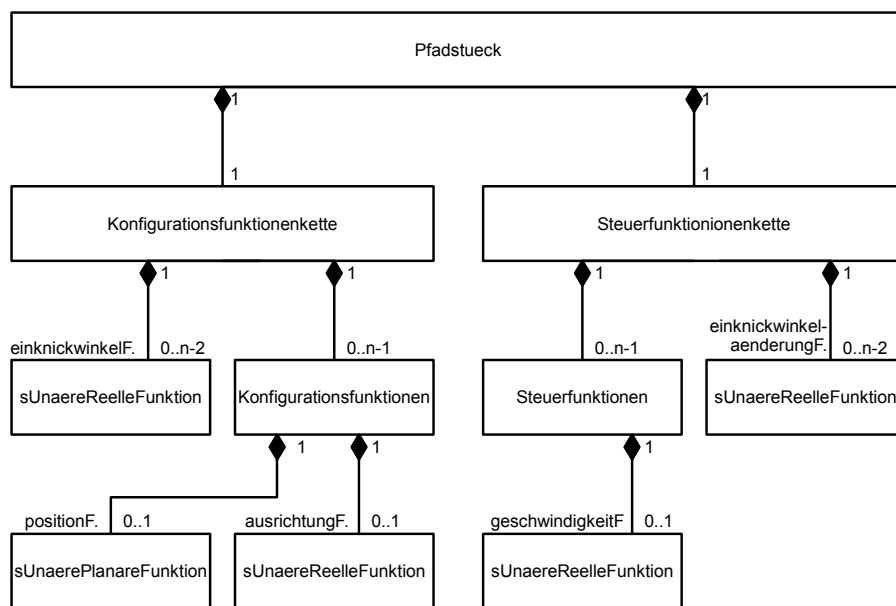 Pfadstueck
1 1
1 1
Konfigurationsfunktionenkette Steuerfunktionionenkette
1 1 1 1
einknickwinkel-
einknickwinkelF. 0..n-2 0..n-1 0..n-1 aenderungF. 0..n-2
sUnaereReelleFunktion Konfigurationsfunktionen Steuerfunktionen sUnaereReelleFunktion
1 1 1
positionF. 0..1 ausrichtungF. 0..1 geschwindigkeitF 0..1
sUnaerePlanareFunktion sUnaereReelleFunktion sUnaereReelleFunktion